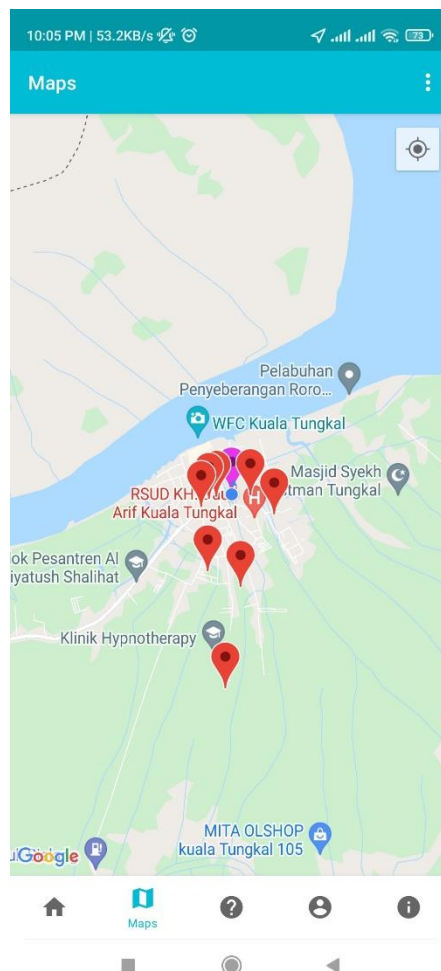 10:05 PM | 53.2KB/s
73
Maps
Pelabuhan
Penyeberangan Roro...
WFC Kuala Tungkal
Masjid Syekh
tman Tungkal
RSUD KH.
Arif Kuala Tungkal
H
ok Pesantren Al
iyatush Shalihat
Klinik Hypnotherapy
MITA OLSHOP
kuala Tungkal 105
Google
Maps